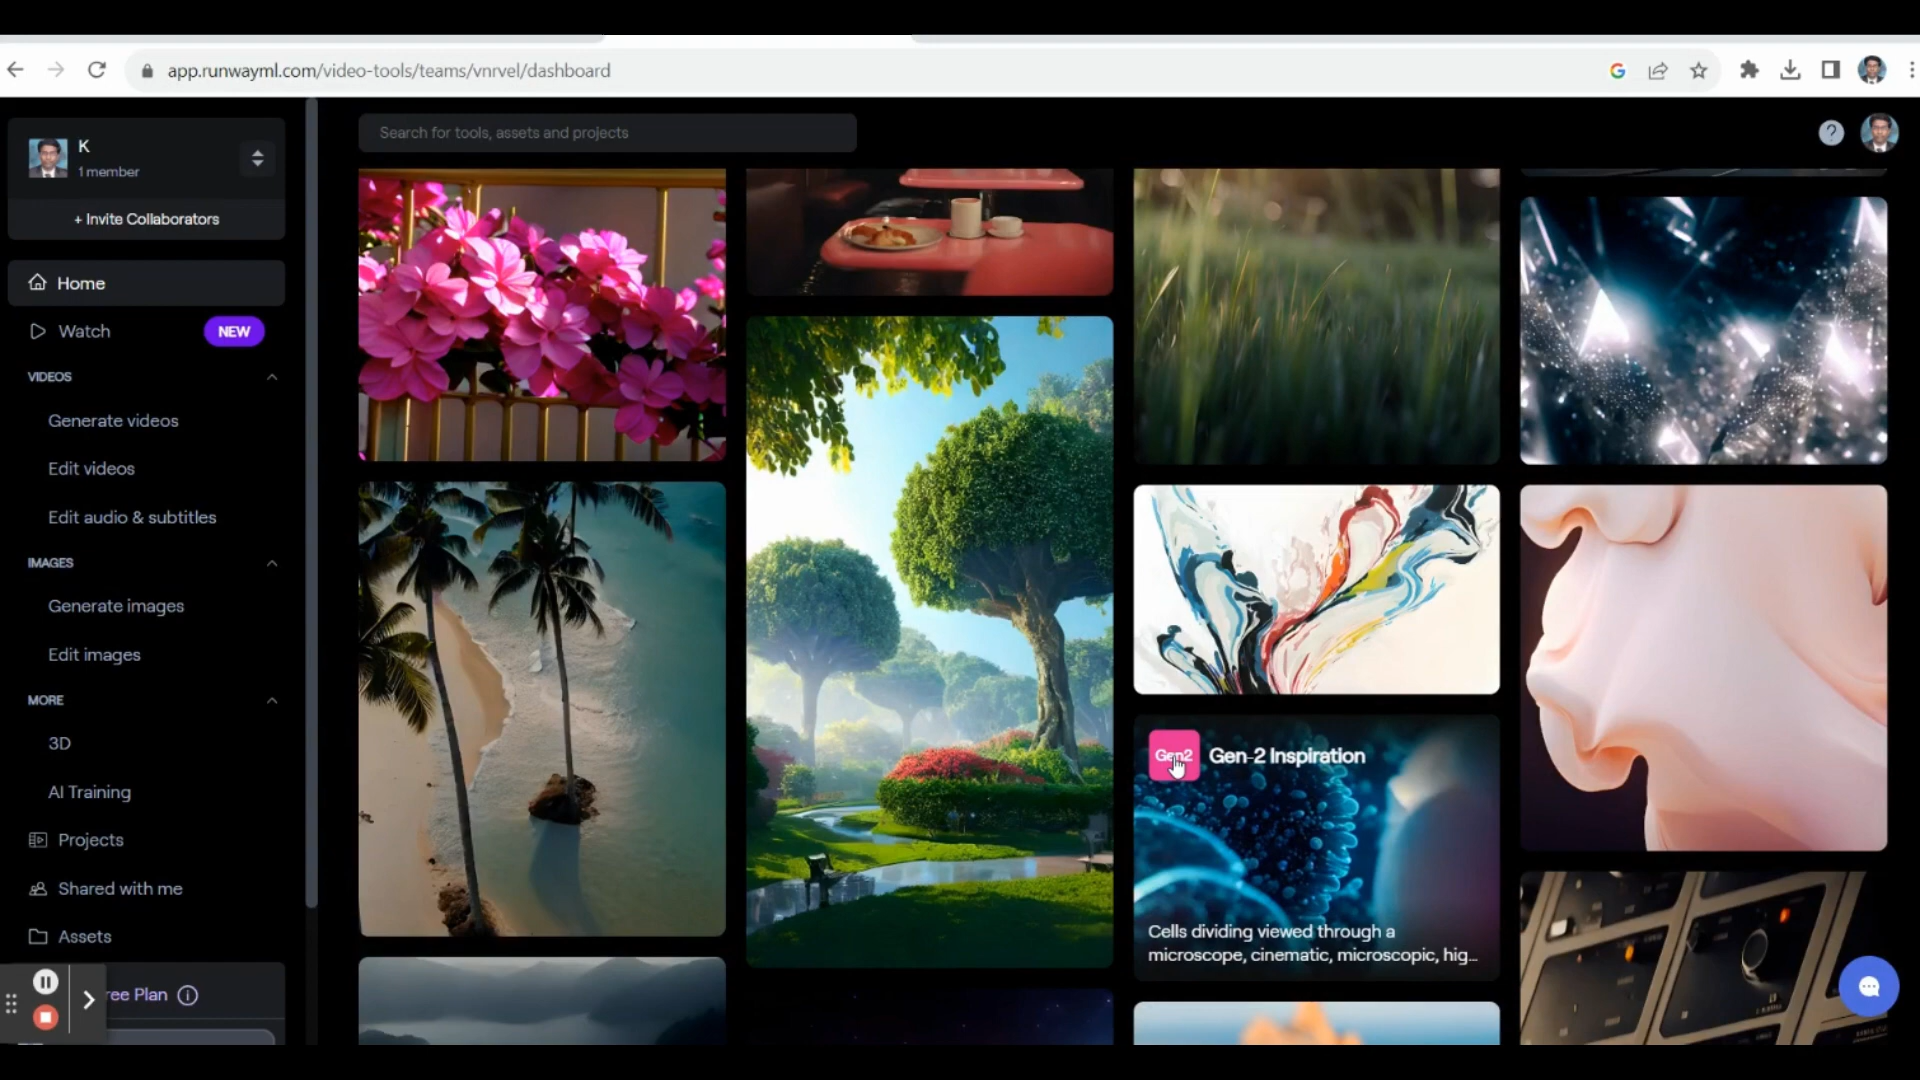 app.runwayml.com/video-tools/teams/vnrvel/dashboard
K
1 member
+ Invite Collaborators
Search for tools, assets and projects
Home
Watch
NEW
VIDEOS
Generate videos
Edit videos
Edit audio & subtitles
IMAGES
Generate images
Edit images
MORE
3D
AI Training
Projects
Shared with me
Assets
ree Plan
Gen-2 Inspiration
Cells dividing viewed through a
microscope, cinematic, microscopic, hig...